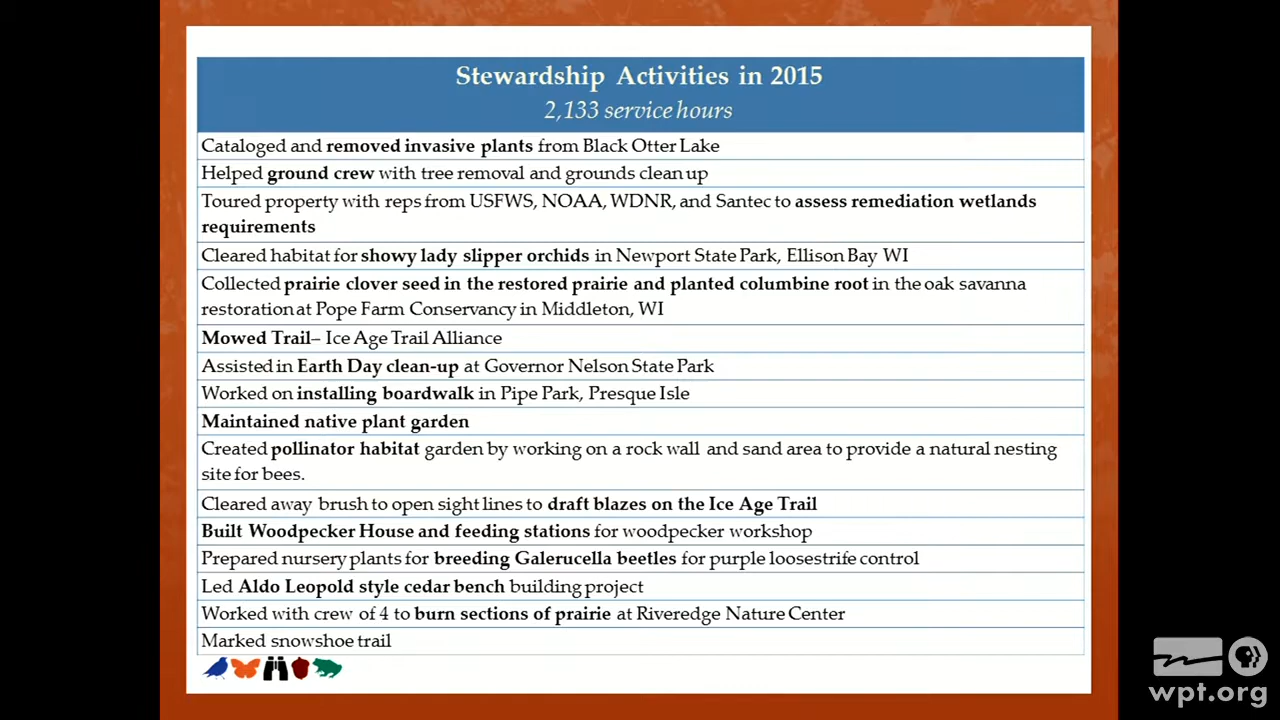 Stewardship Activities in 2015
2,133 service hours
Cataloged and removed invasive plants from Black Otter Lake
Helped ground crew with tree removal and grounds clean up
Toured property with reps from USFWS, NOAA, WDNR, and Santec to assess remediation wetlands
requirements
Cleared habitat for showy lady slipper orchids in Newport State Park, Ellison Bay WI
Collected prairie clover seed in the restored prairie and planted columbine root in the oak savanna
restoration at Pope Farm Conservancy in Middleton, WI
Mowed Trail– Ice Age Trail Alliance
Assisted in Earth Day clean-up at Governor Nelson State Park
Worked on installing boardwalk in Pipe Park, Presque Isle
Maintained native plant garden
Created pollinator habitat garden by working on a rock wall and sand area to provide a natural nesting
site for bees.
Cleared away brush to open sight lines to draft blazes on the Ice Age Trail
Built Woodpecker House and feeding stations for woodpecker workshop
Prepared nursery plants for breeding Galerucella beetles for purple loosestrife control
Led Aldo Leopold style cedar bench building project
Worked with crew of 4 to burn sections of prairie at Riveredge Nature Center
Marked snowshoe trail
wpt.org